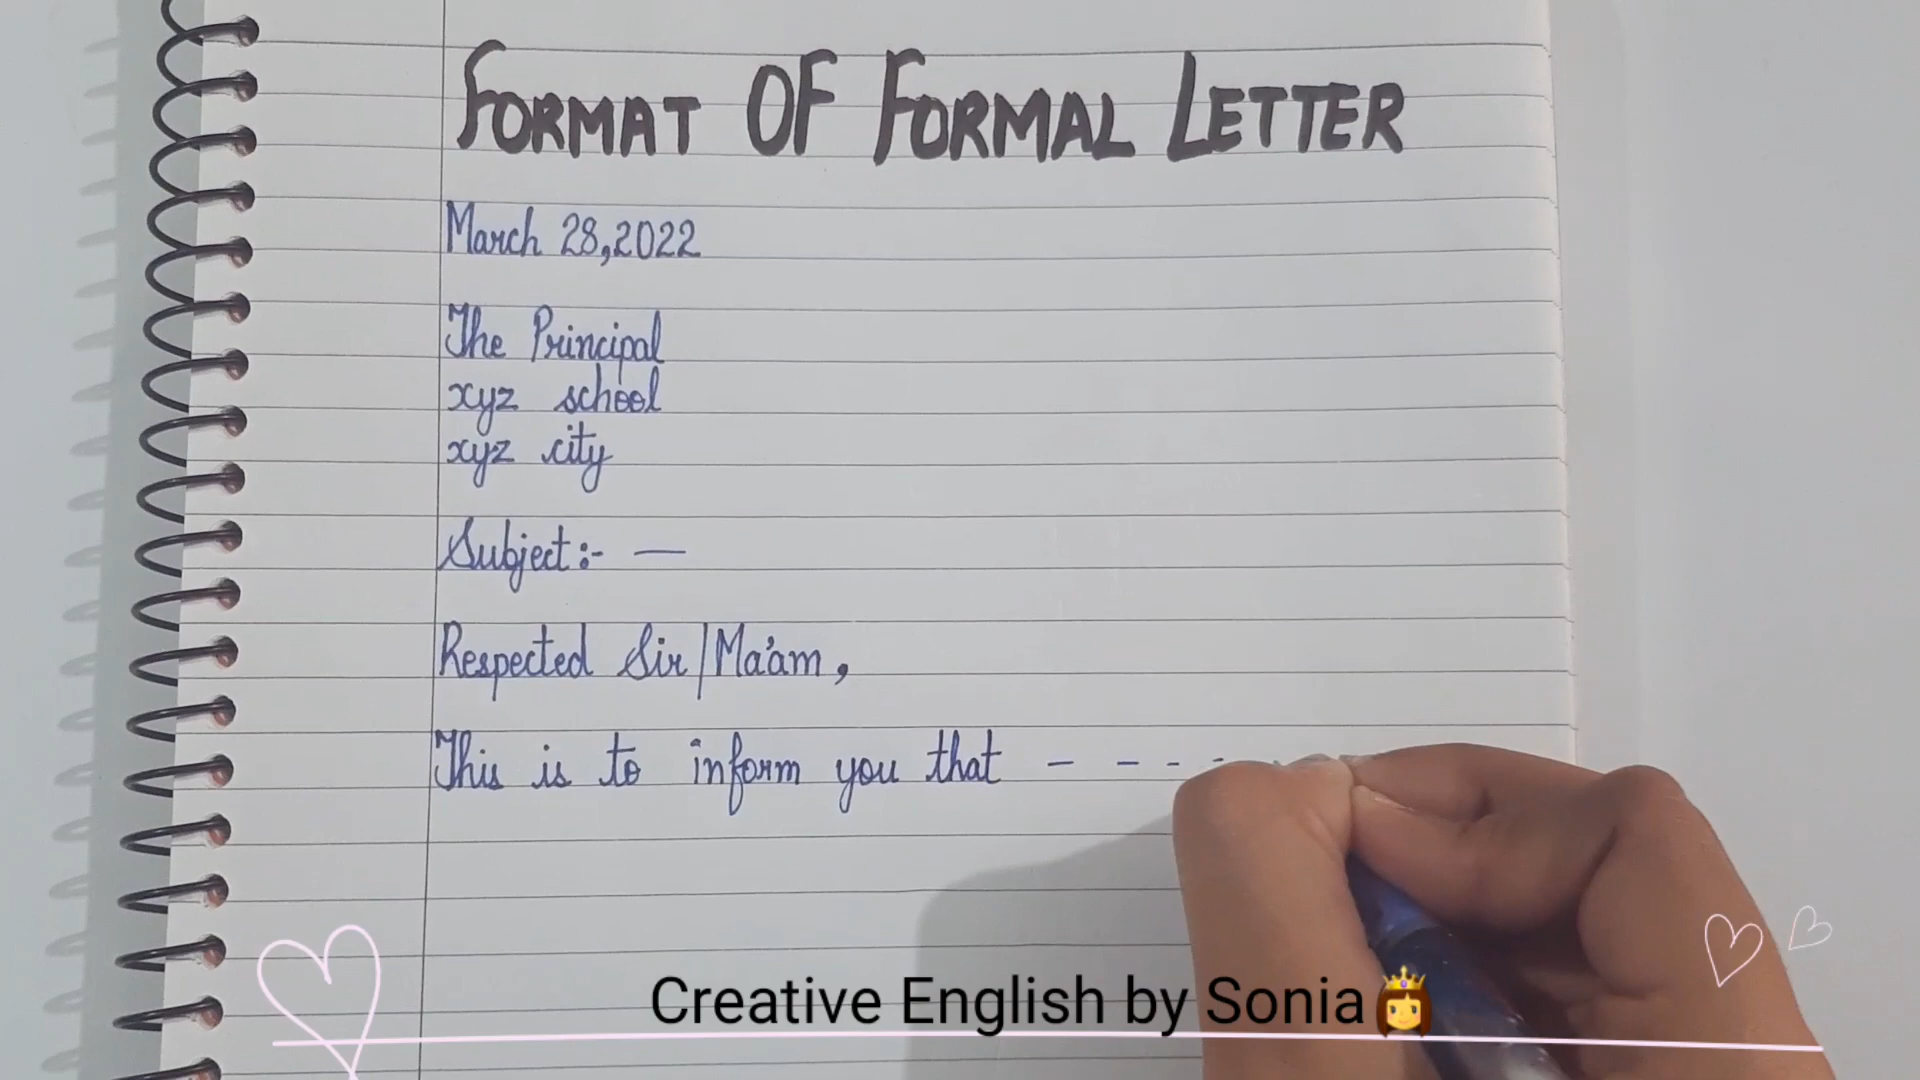 FORMAT OF FORMAL LETTER
March 28,2022
The Principal
xyz school
xyz city
Subject:- —
Respected Sir/Ma'am,
This is to inform you that - - - -
Creative English by Sonia👸